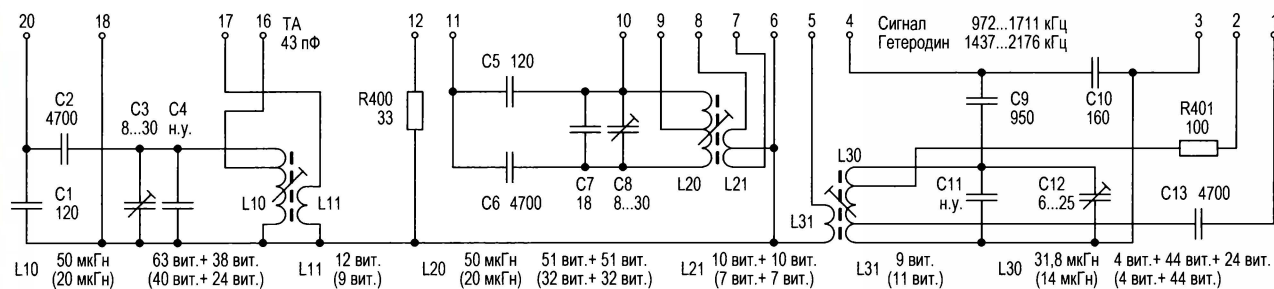 20 18 17 16 ТА 12 11 10 9 8 7 6 5 4 Сигнал 972...1711 кГц 3 2 1
43 пФ Гетеродин 1437...2176 кГц
C2
4700
C3
8...30
C4
н.у.
C1
120
L10
L11
R400
33
C5 120
C6 4700
C7
18
C8
8...30
L20
L21
C9
950
C10
160
R401
100
L30
L31
C11
н.у.
C12
6...25
C13 4700
L10 50 мкГн 63 вит.+ 38 вит. L11 12 вит. L20 50 мкГн 51 вит.+ 51 вит. L21 10 вит.+ 10 вит. L31 9 вит. L30 31,8 мкГн 4 вит.+ 44 вит.+ 24 вит.
(20 мкГн) (40 вит.+ 24 вит.) (9 вит.) (20 мкГн) (32 вит.+ 32 вит.) (7 вит.+ 7 вит.) (11 вит.) (14 мкГн) (4 вит.+ 44 вит.)